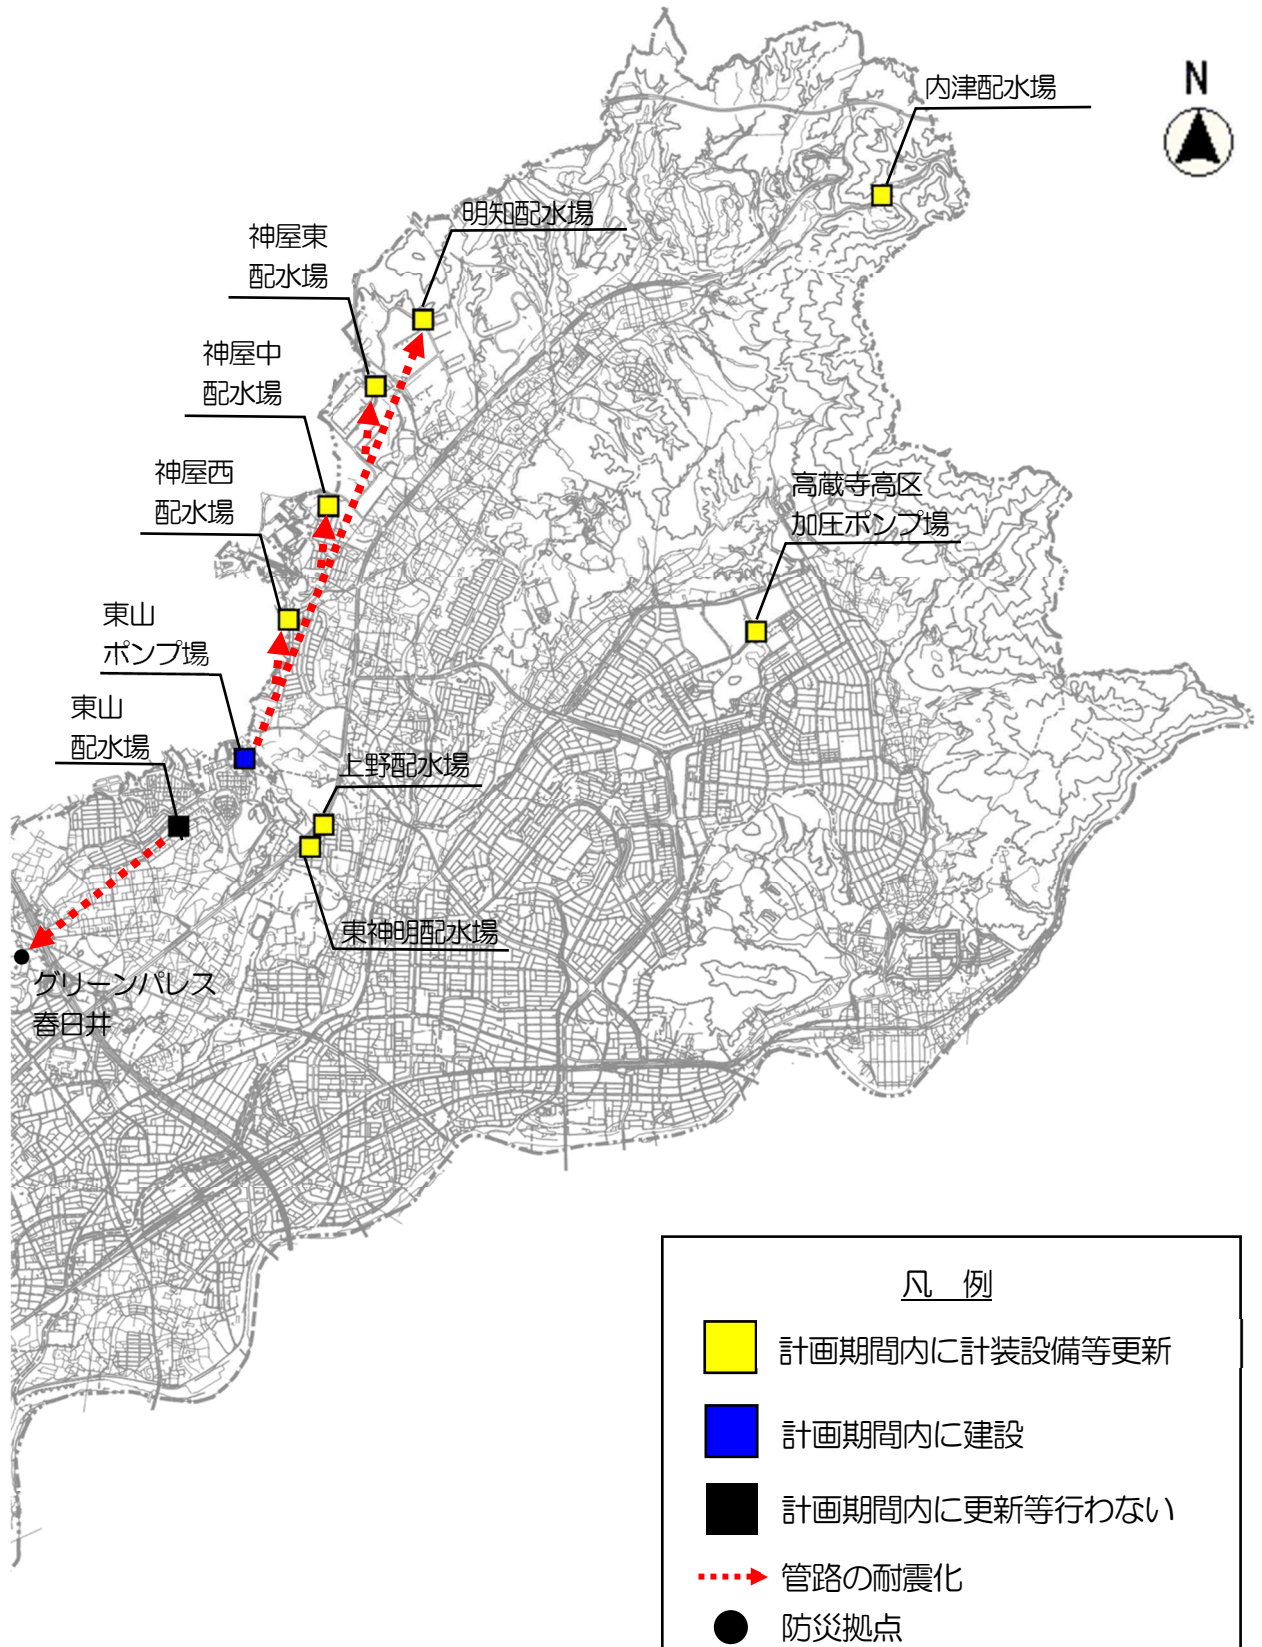 N
内津配水場
明知配水場
神屋東
配水場
神屋中
配水場
神屋西
配水場
高蔵寺高区
加圧ポンプ場
東山
ポンプ場
東山
配水場
上野配水場
東神明配水場
グリーンパレス
春日井
凡 例
計画期間内に計装設備等更新
計画期間内に建設
計画期間内に更新等行わない
管路の耐震化
防災拠点